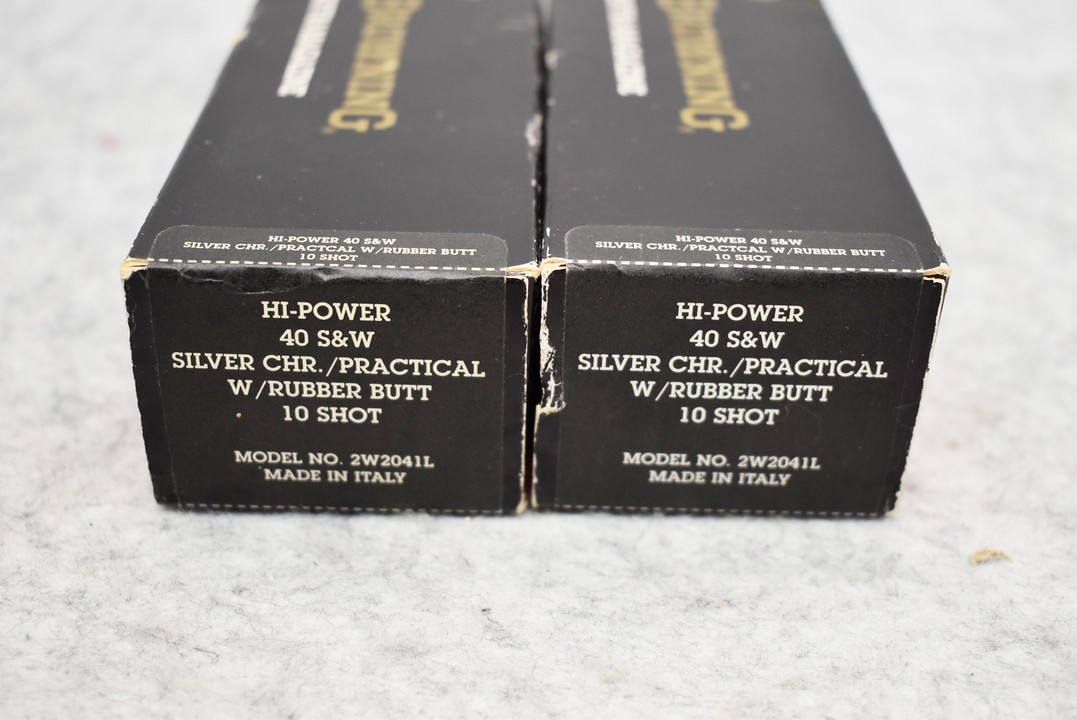 BROWNING
BROWNING
HI-POWER 40 S&W
SILVER CHR./PRACTCAL W/RUBBER BUTT
10 SHOT
HI-POWER 40 S&W
SILVER CHR./PRACTCAL W/RUBBER BUTT
10 SHOT
HI-POWER
40 S&W
SILVER CHR./PRACTICAL
W/RUBBER BUTT
10 SHOT
MODEL NO. 2W2041L
MADE IN ITALY
HI-POWER
40 S&W
SILVER CHR./PRACTICAL
W/RUBBER BUTT
10 SHOT
MODEL NO. 2W2041L
MADE IN ITALY